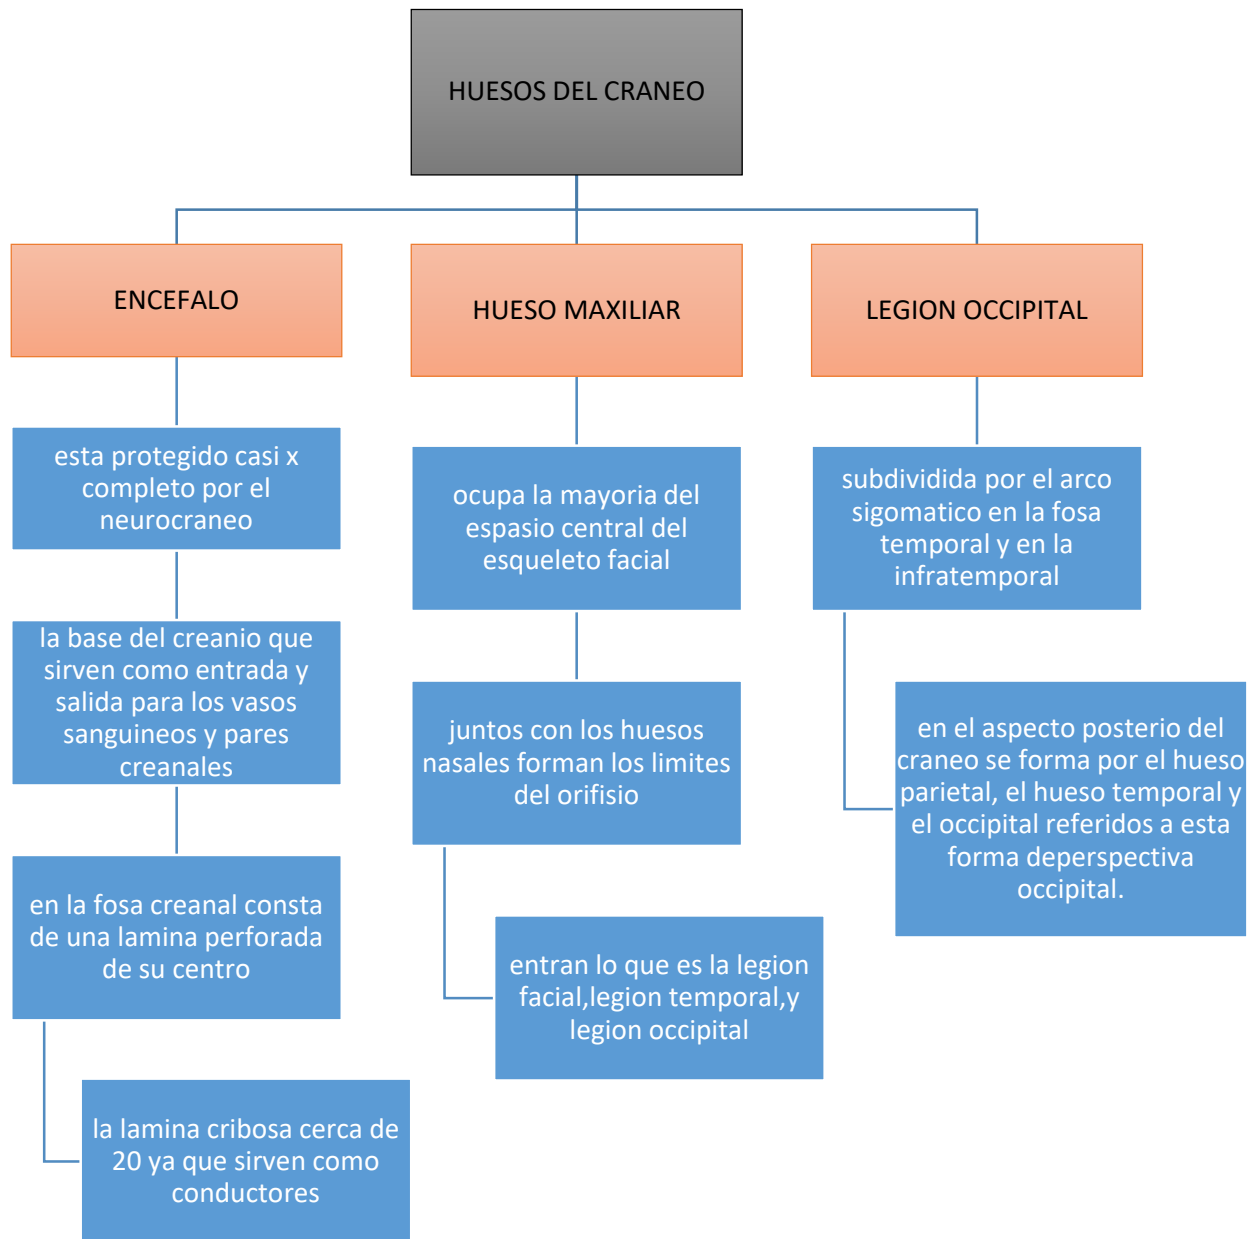 HUESOS DEL CRANEO
ENCEFALO
esta protegido casi x
completo por el
neurocraneo
la base del creanio que
sirven como entrada y
salida para los vasos
sanguineos y pares
creanales
en la fosa creanal consta
de una lamina perforada
de su centro
la lamina cribosa cerca de
20 ya que sirven como
conductores
HUESO MAXILIAR
ocupa la mayoria del
espasio central del
esqueleto facial
juntos con los huesos
nasales forman los limites
del orifisio
entran lo que es la legion
facial,legion temporal,y
legion occipital
LEGION OCCIPITAL
subdividida por el arco
sigomatico en la fosa
temporal y en la
infratemporal
en el aspecto posterio del
craneo se forma por el hueso
parietal, el hueso temporal y
el occipital referidos a esta
forma deperspectiva
occipital.